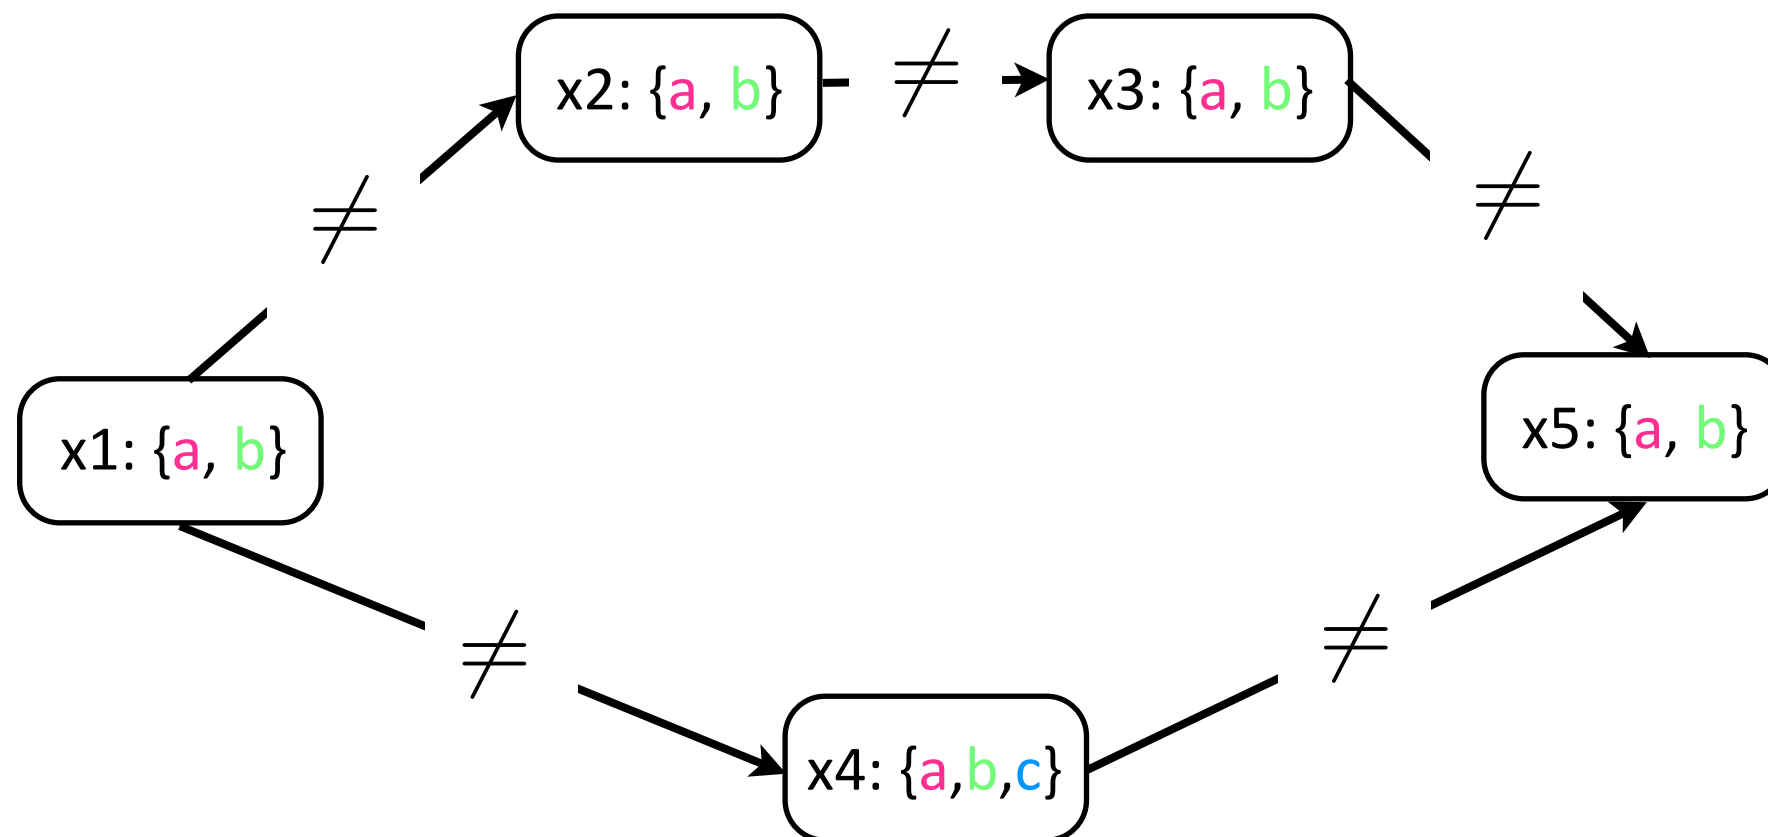 x2: {a, b}
≠
x3: {a, b}
≠
≠
x1: {a, b}
x5: {a, b}
≠
≠
x4: {a,b,c}